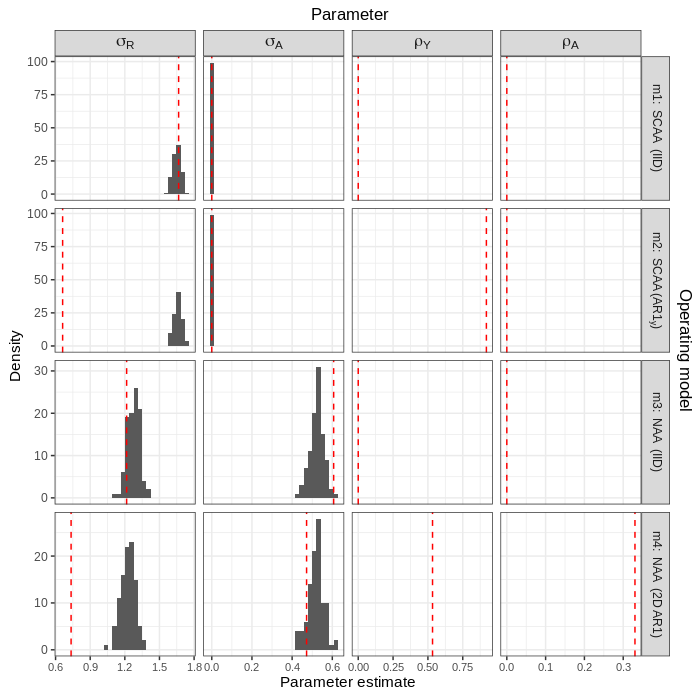 Parameter
σR σA ρY ρA
100
75
50
25
0
m1: SCAA (IID)
100
75
50
25
0
m2: SCAA (AR1y)
30
20
10
0
m3: NAA (IID)
20
10
0
m4: NAA (2D AR1)
Density
Operating model
0.6 0.9 1.2 1.5 1.8 0.0 0.2 0.4 0.6 0.00 0.25 0.50 0.75 0.0 0.1 0.2 0.3
Parameter estimate